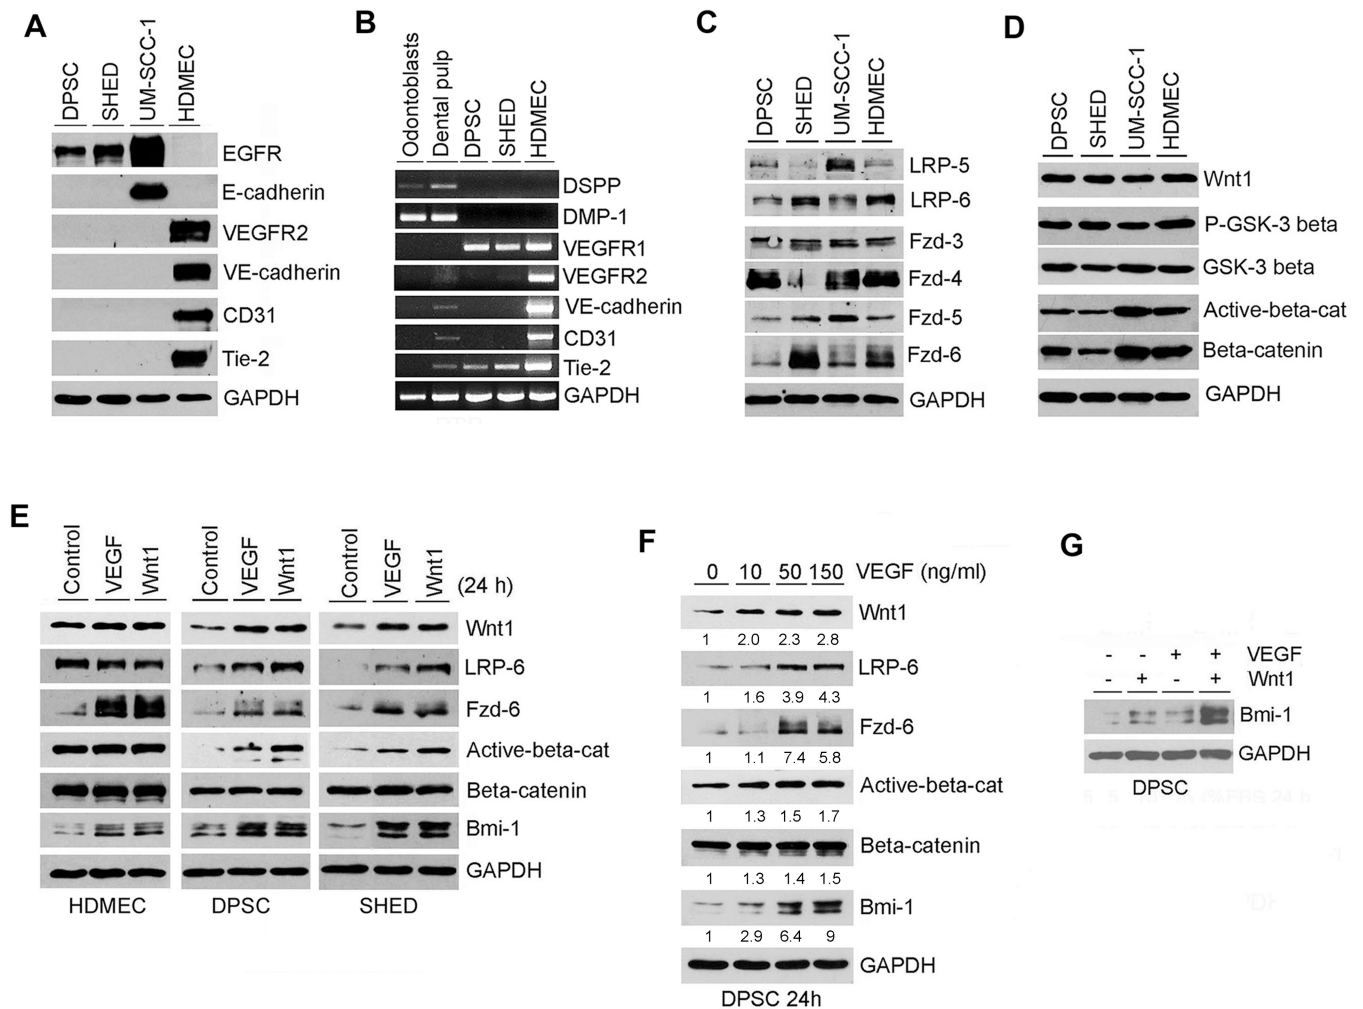 A
DPSC
SHED
UM-SCC-1
HDMEC
EGFR
E-cadherin
VEGFR2
VE-cadherin
CD31
Tie-2
GAPDH
B
Odontoblasts
Dental pulp
DPSC
SHED
HDMEC
DSPP
DMP-1
VEGFR1
VEGFR2
VE-cadherin
CD31
Tie-2
GAPDH
C
DPSC
SHED
UM-SCC-1
HDMEC
LRP-5
LRP-6
Fzd-3
Fzd-4
Fzd-5
Fzd-6
GAPDH
D
DPSC
SHED
UM-SCC-1
HDMEC
Wnt1
P-GSK-3 beta
GSK-3 beta
Active-beta-cat
Beta-catenin
GAPDH
E
Control VEGF Wnt1 Control VEGF Wnt1 Control VEGF Wnt1 (24 h)
Wnt1
LRP-6
Fzd-6
Active-beta-cat
Beta-catenin
Bmi-1
GAPDH
HDMEC DPSC SHED
F
0 10 50 150 VEGF (ng/ml)
Wnt1
1 2.0 2.3 2.8
LRP-6
1 1.6 3.9 4.3
Fzd-6
1 1.1 7.4 5.8
Active-beta-cat
1 1.3 1.5 1.7
Beta-catenin
1 1.3 1.4 1.5
Bmi-1
1 2.9 6.4 9
GAPDH
DPSC 24h
G
- - + + VEGF
- + - + Wnt1
Bmi-1
GAPDH
DPSC